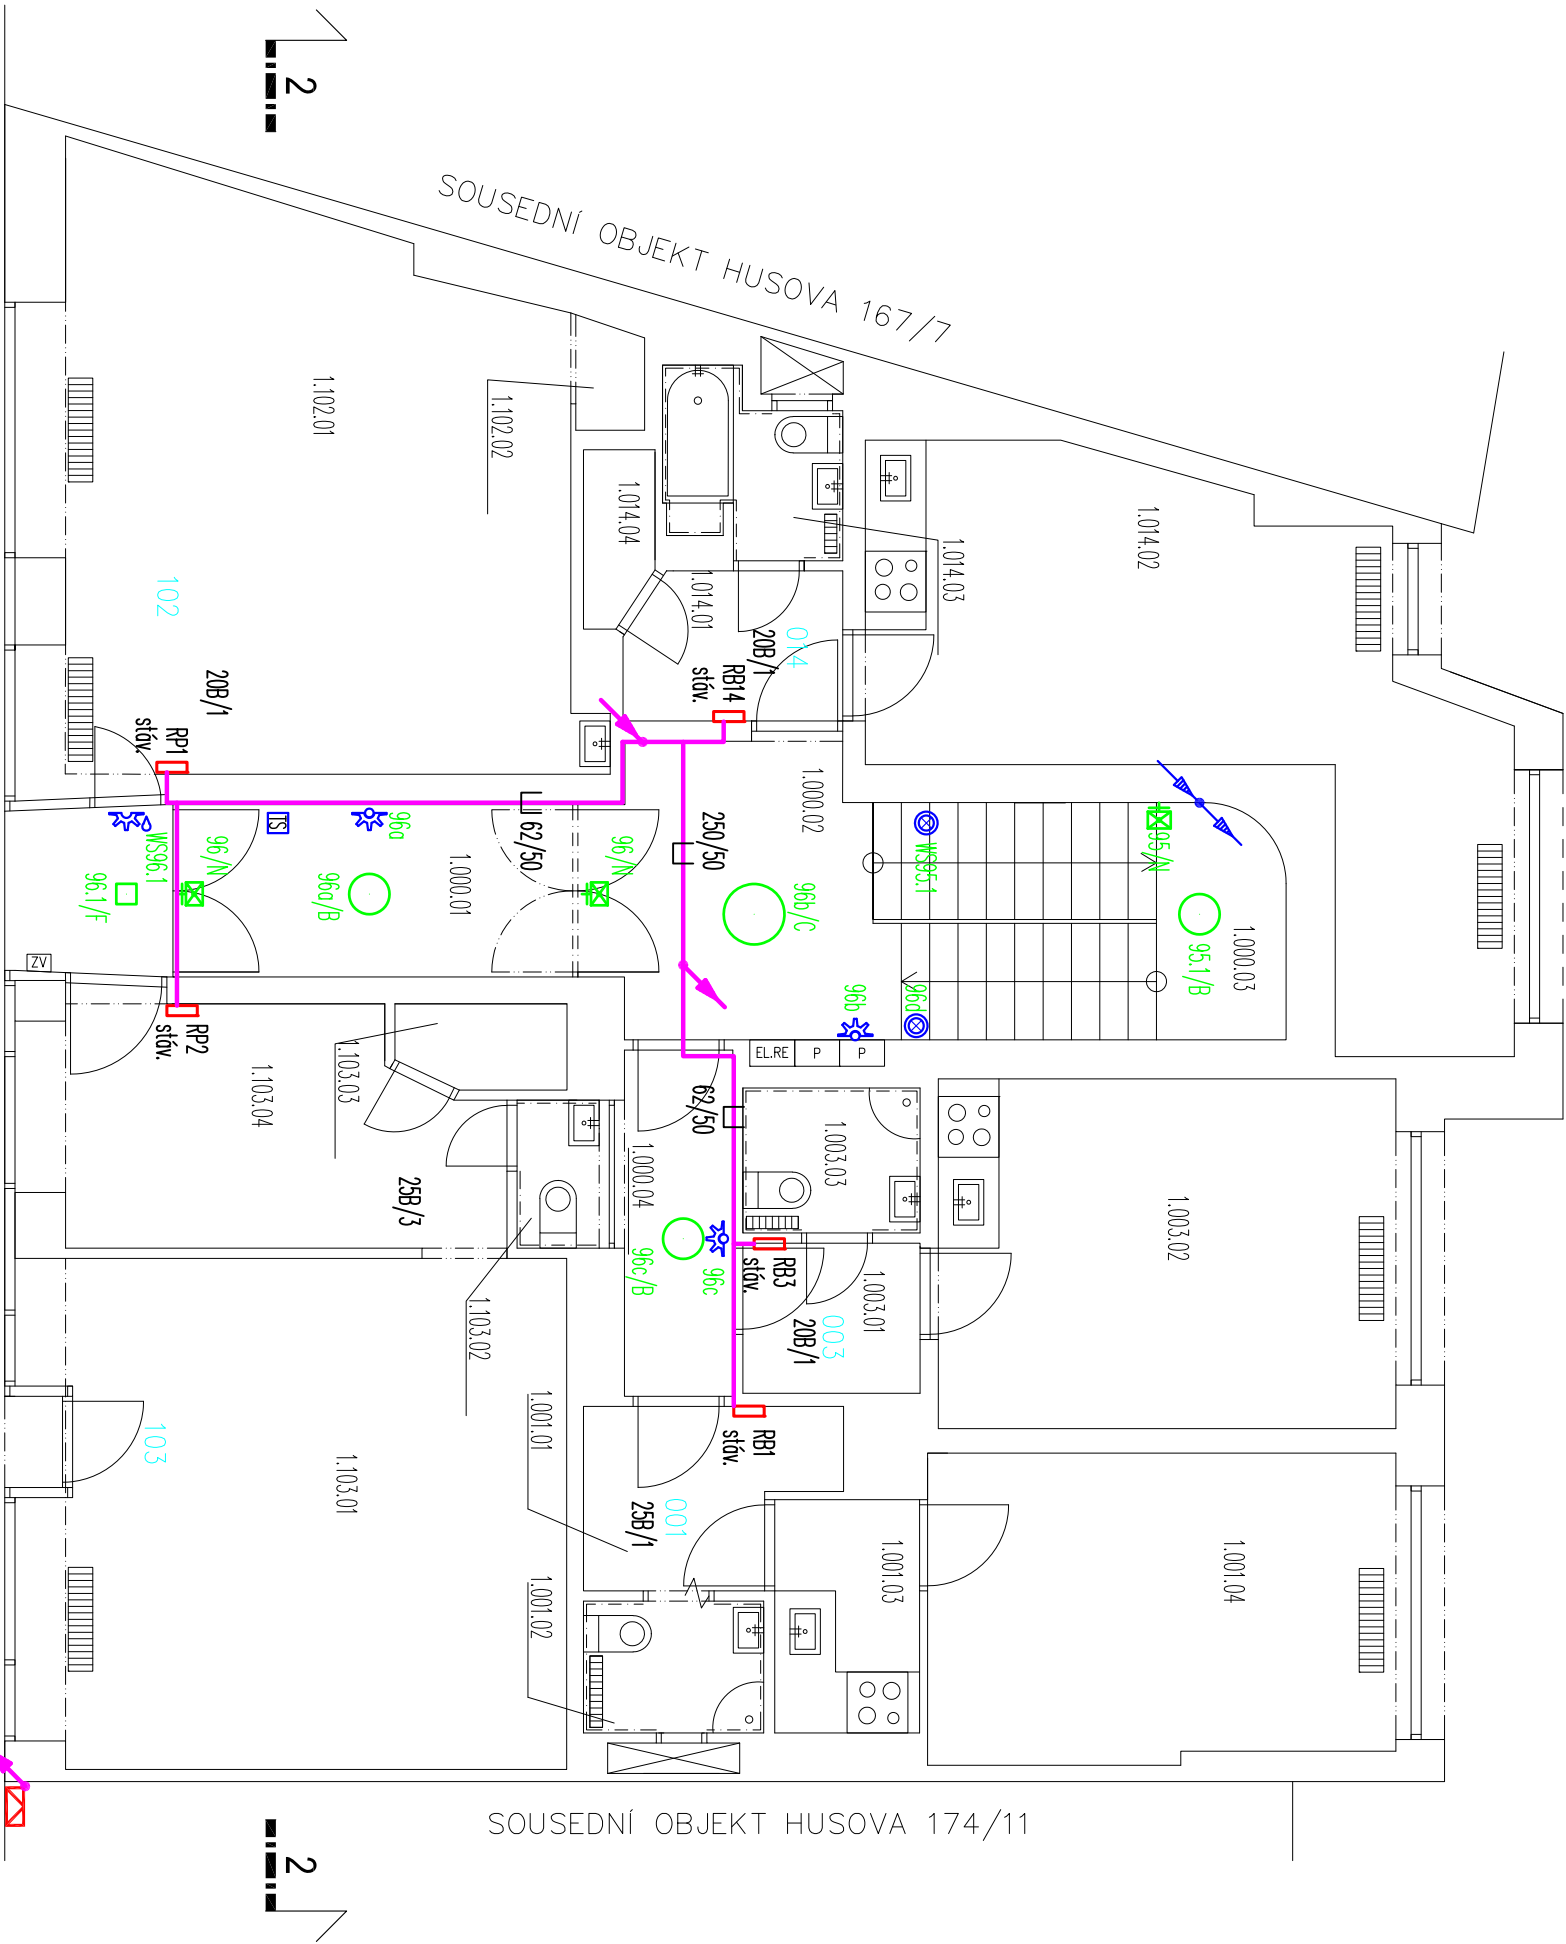 2
SOUSEDNÍ OBJEKT HUSOVA 167/7
1.102.01
1.102.02
1.014.04
1.014.01
1.014.03
1.014.02
102
014
20B/1
RB14
stáv.
20B/1
RP1
stáv.
1.000.02
62/50
250/50
96a
TS
96/N
WS96.1
96.1/F
96a/B
1.000.01
96/N
96b/C
WS95.1
95/N
95.1/B
1.000.03
ZV
96b
96d
EL.RE
P
P
RP2
stáv.
1.103.03
1.103.04
25B/3
62/50
1.000.04
1.003.03
1.003.02
96c/B
96c
RB3
stáv.
1.003.01
003
20B/1
1.103.02
1.001.01
103
1.103.01
RB1
stáv.
001
25B/1
1.001.03
1.001.04
1.001.02
SOUSEDNÍ OBJEKT HUSOVA 174/11
2